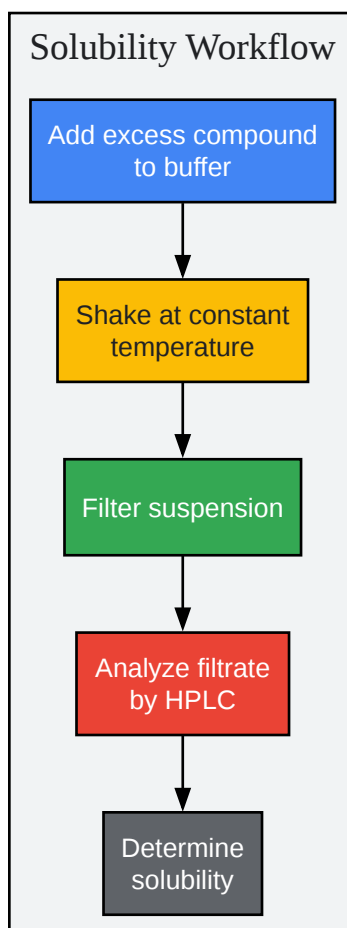 Solubility Workflow
Add excess compound
to buffer
Shake at constant
temperature
Filter suspension
Analyze filtrate
by HPLC
Determine
solubility